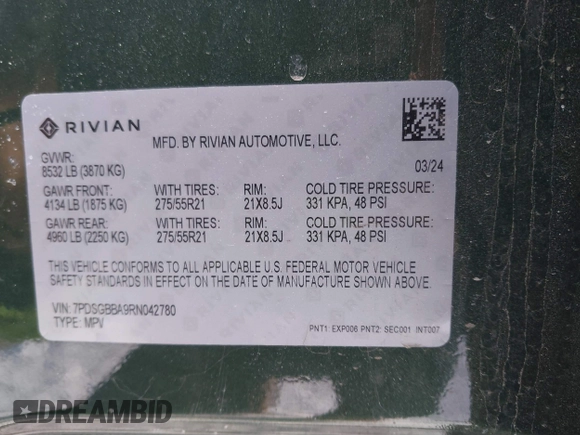 RIVIAN
MFD. BY RIVIAN AUTOMOTIVE, LLC.
GVWR:
8532 LB (3870 KG) 03/24
GAWR FRONT: WITH TIRES: RIM: COLD TIRE PRESSURE:
4134 LB (1875 KG) 275/55R21 21X8.5J 331 KPA, 48 PSI
GAWR REAR: WITH TIRES: RIM: COLD TIRE PRESSURE:
4960 LB (2250 KG) 275/55R21 21X8.5J 331 KPA, 48 PSI
THIS VEHICLE CONFORMS TO ALL APPLICABLE U.S. FEDERAL MOTOR VEHICLE
SAFETY STANDARDS IN EFFECT ON THE DATE OF MANUFACTURE SHOWN ABOVE.
VIN: 7PDSGBBA9RN042780
TYPE: MPV
PNT1: EXP006 PNT2: SEC001 INT007
DREAMBID